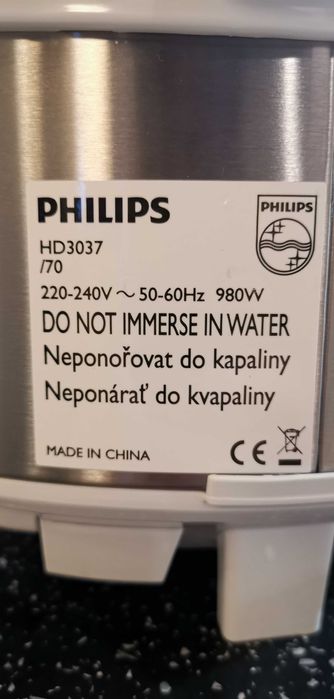 PHILIPS
PHILIPS
HD3037
/70
220-240V ~ 50-60Hz 980W
DO NOT IMMERSE IN WATER
Neponořovat do kapaliny
Neponárať do kvapaliny
MADE IN CHINA
CE